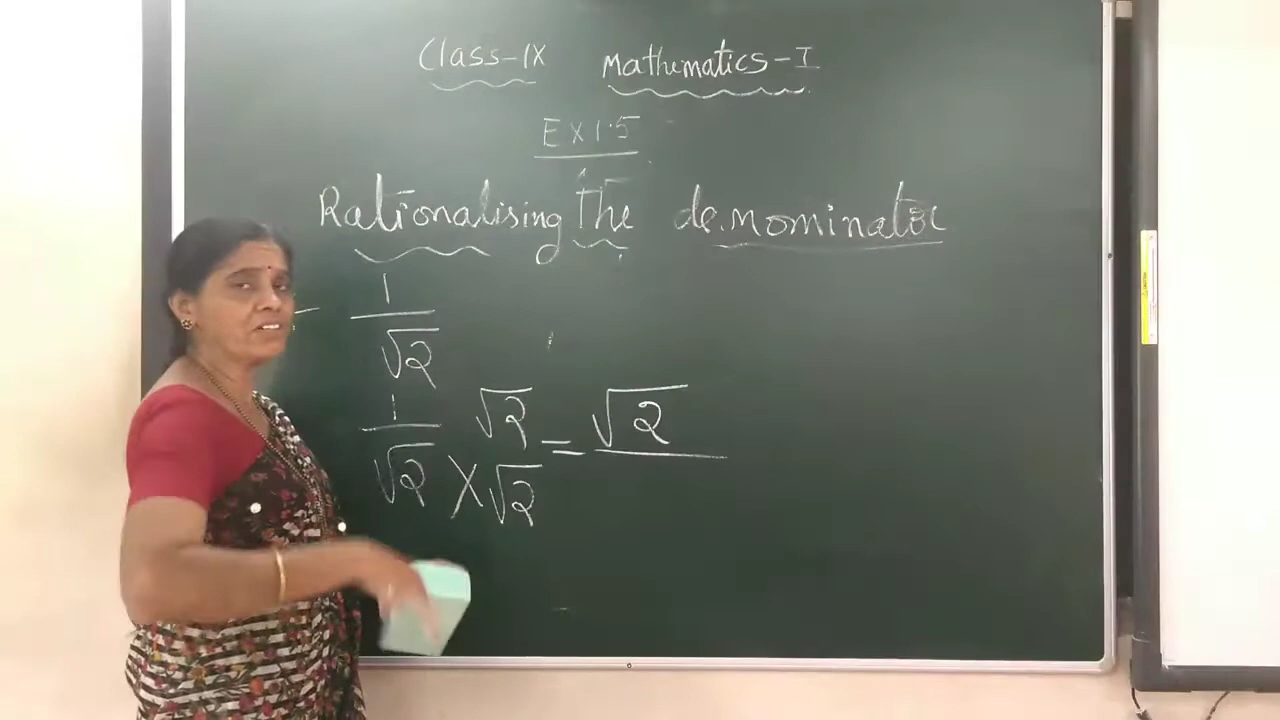 Class-IX Mathematics-I
EX 1.5
Rationalising the denominator
1/√2
1/√2 × √2/√2 = √2/